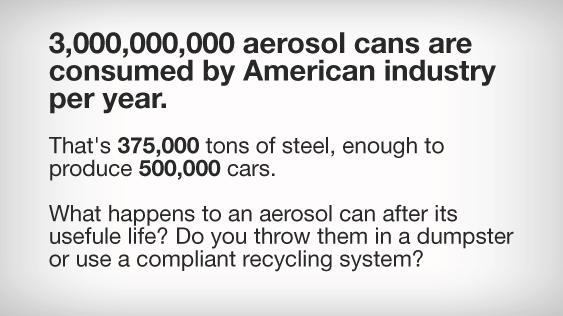 3,000,000,000 aerosol cans are
consumed by American industry
per year.
That's 375,000 tons of steel, enough to
produce 500,000 cars.
What happens to an aerosol can after its
usefule life? Do you throw them in a dumpster
or use a compliant recycling system?